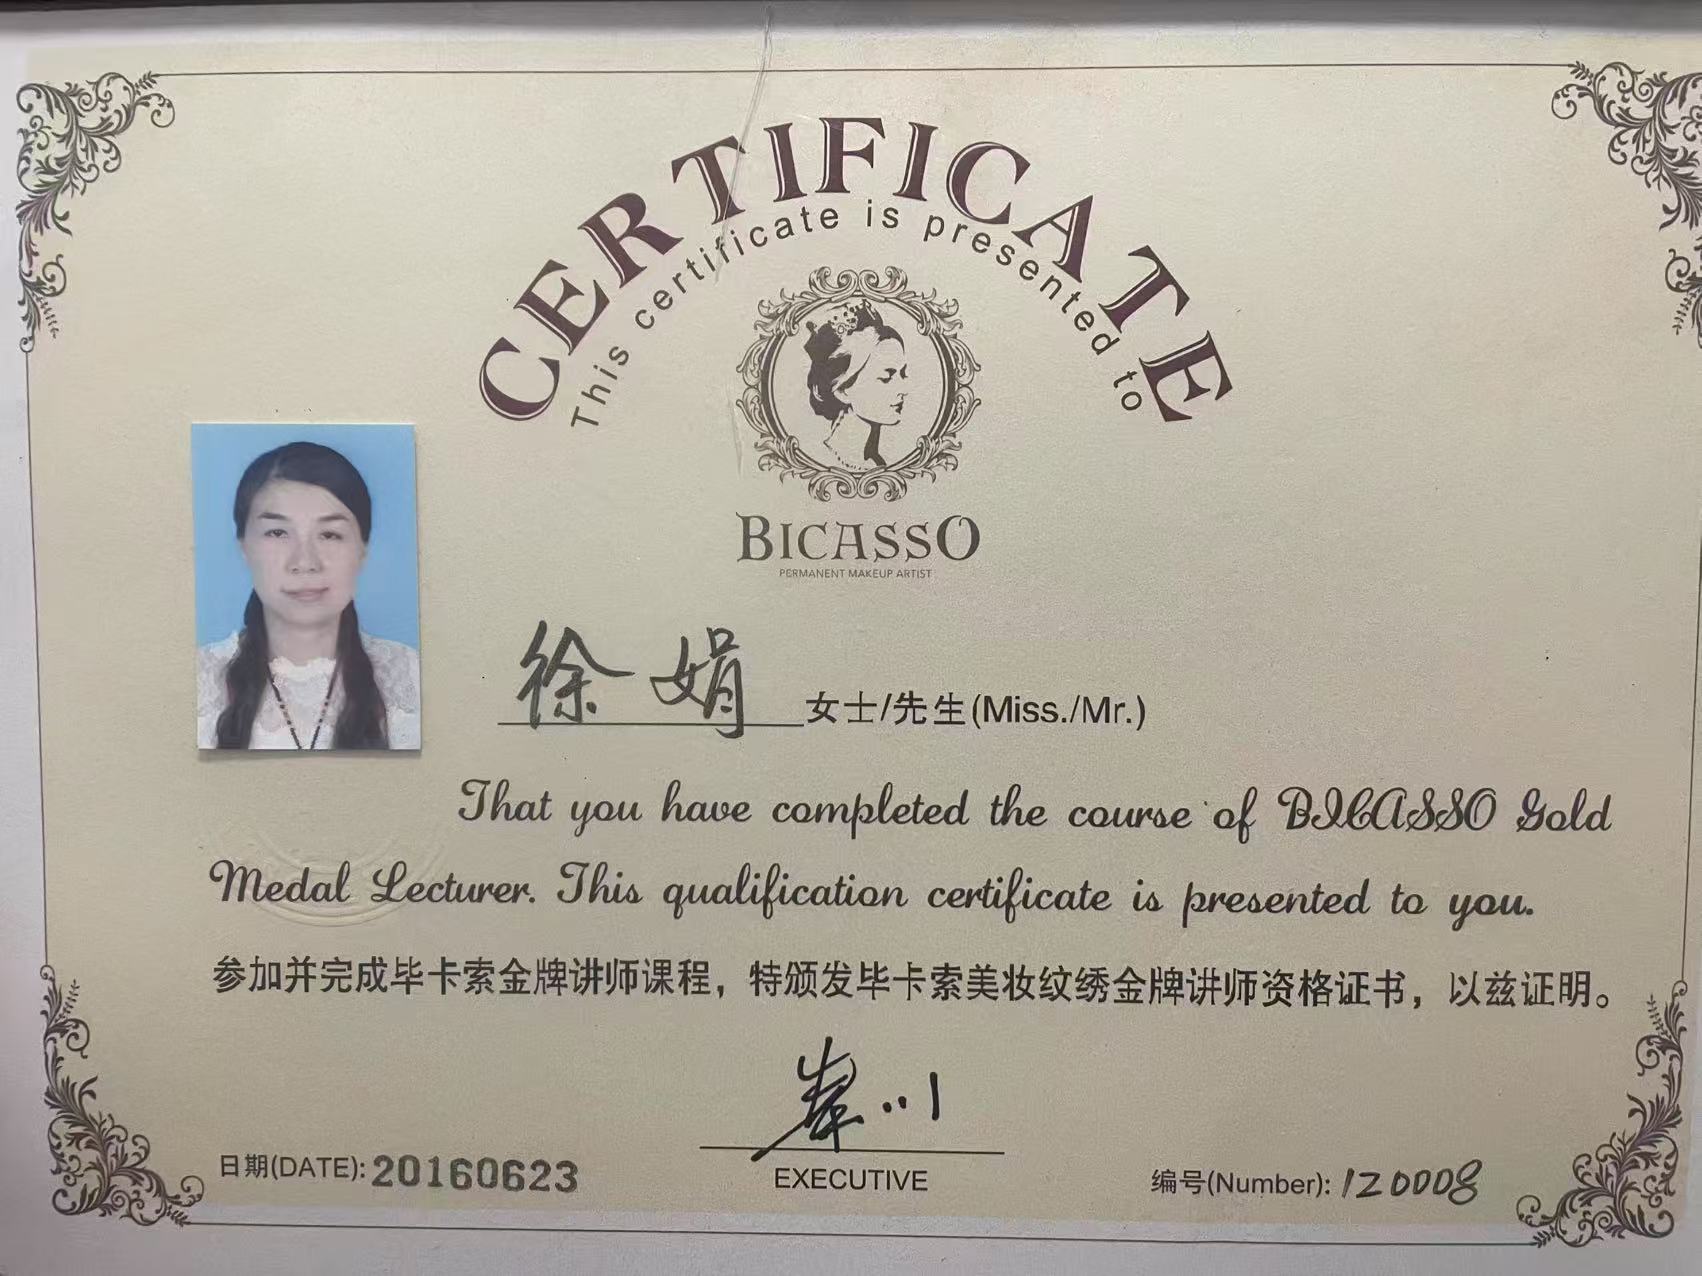 CERTIFICATE
This certificate is presented to
BICASSO
PERMANENT MAKEUP ARTIST
徐娟 女士/先生(Miss./Mr.)
That you have completed the course of BICASSO Gold
Medal Lecturer. This qualification certificate is presented to you.
参加并完成毕卡索金牌讲师课程，特颁发毕卡索美妆纹绣金牌讲师资格证书，以兹证明。
日期(DATE): 20160623
EXECUTIVE
编号(Number): 120008